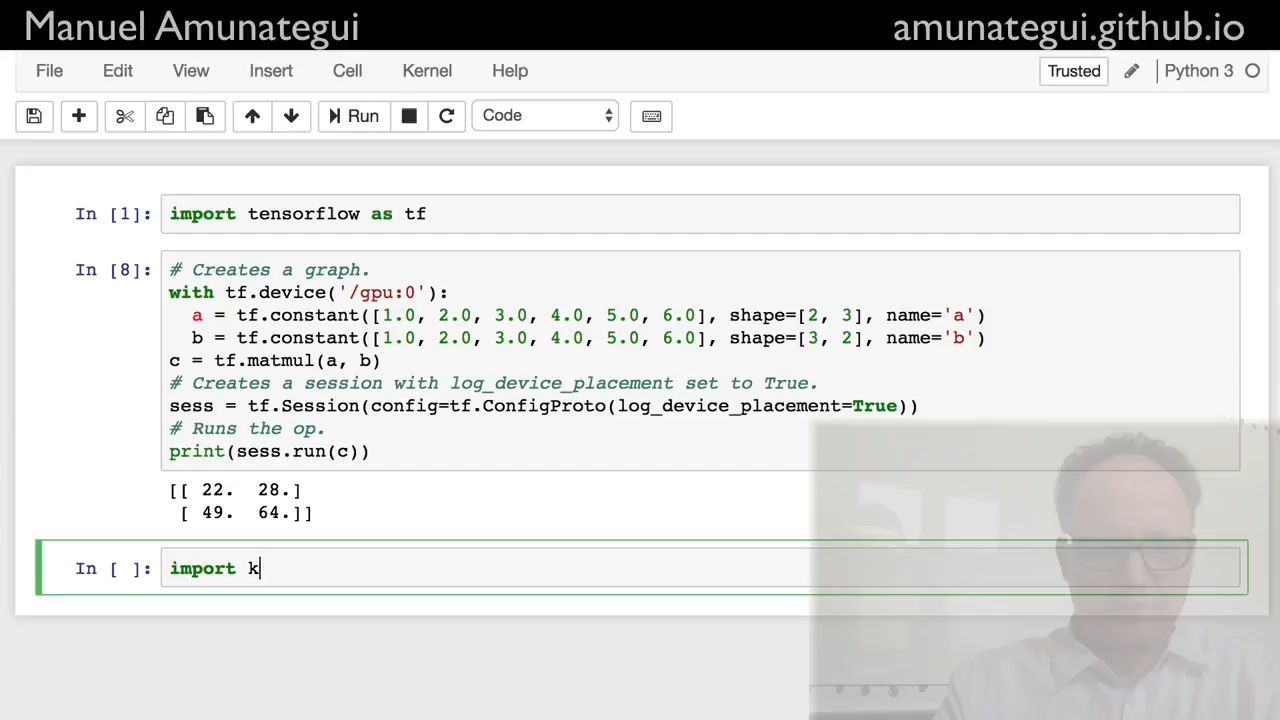 Manuel Amunategui
amunategui.github.io
File Edit View Insert Cell Kernel Help Trusted Python 3
Run Code
In [1]: import tensorflow as tf
In [8]: # Creates a graph.
with tf.device('/gpu:0'):
a = tf.constant([1.0, 2.0, 3.0, 4.0, 5.0, 6.0], shape=[2, 3], name='a')
b = tf.constant([1.0, 2.0, 3.0, 4.0, 5.0, 6.0], shape=[3, 2], name='b')
c = tf.matmul(a, b)
# Creates a session with log_device_placement set to True.
sess = tf.Session(config=tf.ConfigProto(log_device_placement=True))
# Runs the op.
print(sess.run(c))
[[ 22. 28.]
[ 49. 64.]]
In [ ]: import k